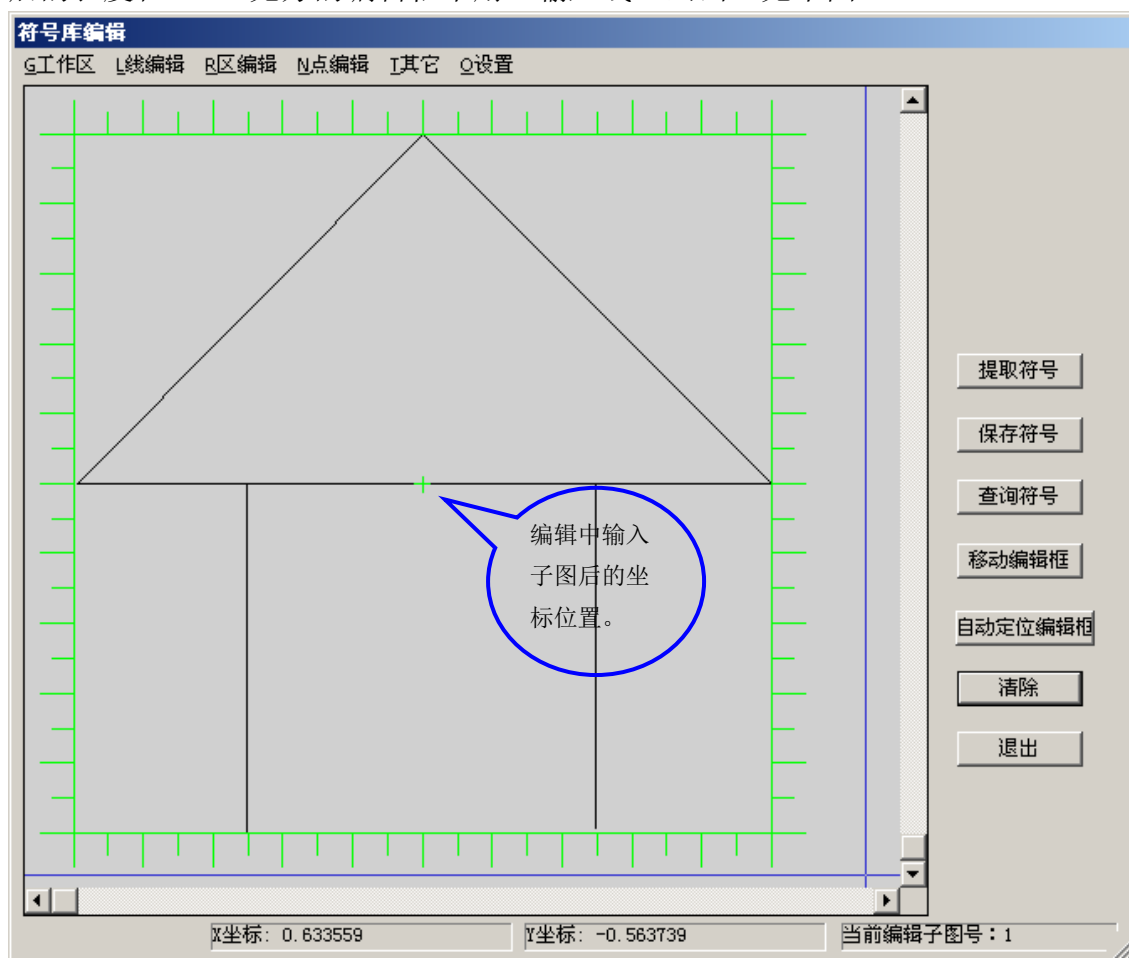 符号库编辑
G工作区 L线编辑 R区编辑 N点编辑 I其它 O设置
提取符号
保存符号
查询符号
移动编辑框
自动定位编辑框
清除
退出
编辑中输入
子图后的坐
标位置。
X坐标: 0.633559 Y坐标: -0.563739 当前编辑子图号：1